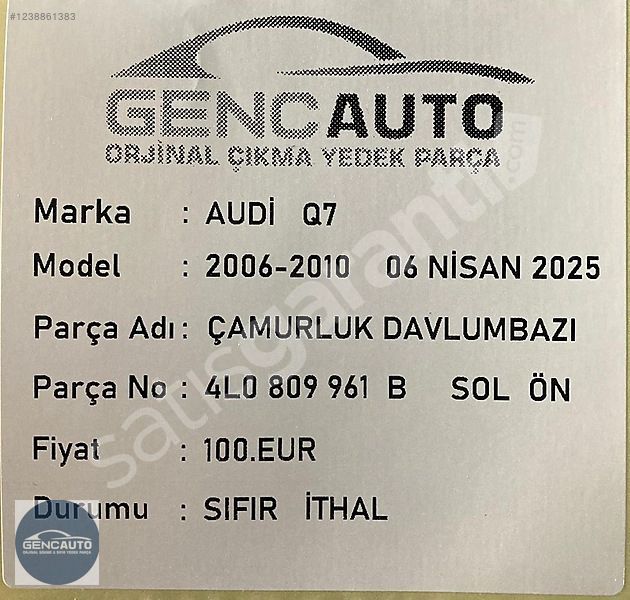 #1238861383
GENCAUTO
ORJİNAL ÇIKMA YEDEK PARÇA
Marka : AUDİ Q7
Model : 2006-2010 06 NİSAN 2025
Parça Adı : ÇAMURLUK DAVLUMBAZI
Parça No : 4L0 809 961 B SOL ÖN
Fiyat : 100.EUR
Durumu : SIFIR İTHAL
satisgaranti.com
GENCAUTO